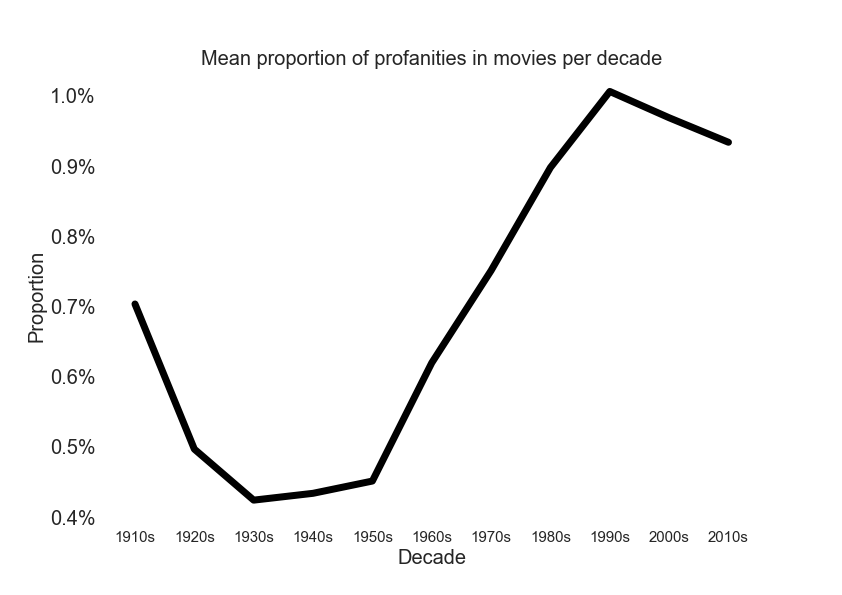 Mean proportion of profanities in movies per decade
1.0%
0.9%
0.8%
0.7%
0.6%
0.5%
0.4%
Proportion
1910s 1920s 1930s 1940s 1950s 1960s 1970s 1980s 1990s 2000s 2010s
Decade